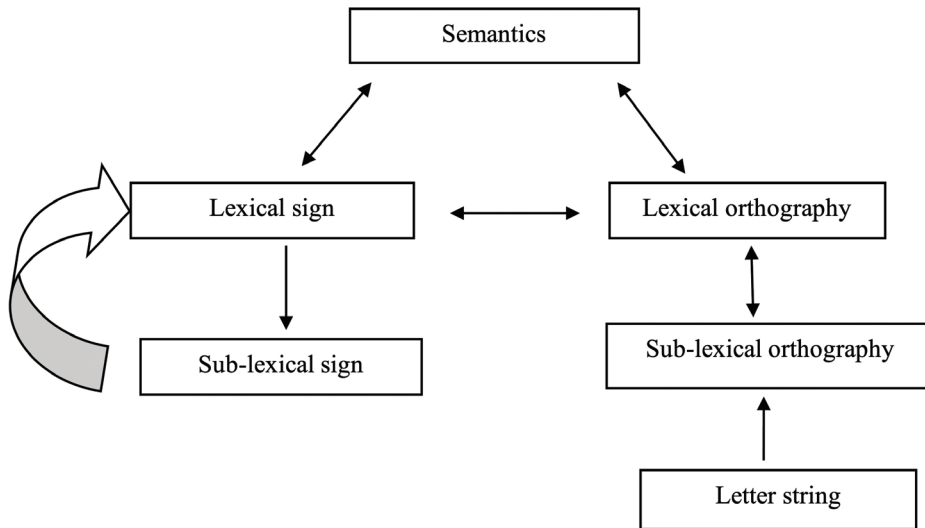 Semantics
Lexical sign
Lexical orthography
Sub-lexical sign
Sub-lexical orthography
Letter string